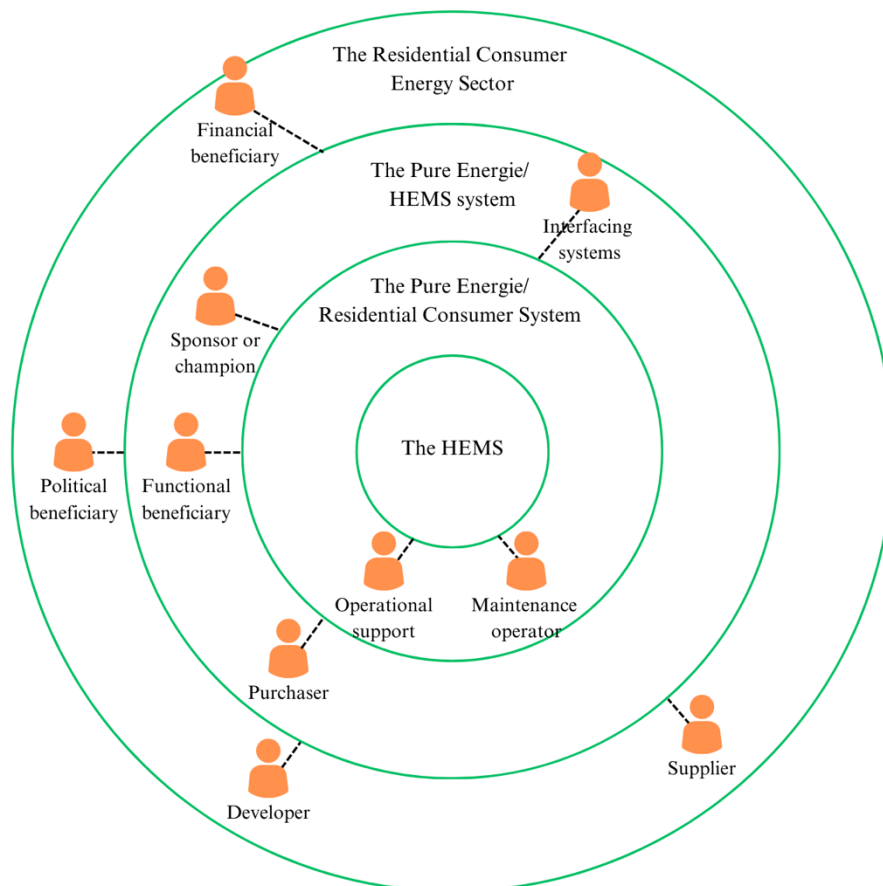 The Residential Consumer
Energy Sector
Financial
beneficiary
The Pure Energie/
HEMS system
Interfacing
systems
The Pure Energie/
Residential Consumer System
Sponsor or
champion
The HEMS
Political
beneficiary
Functional
beneficiary
Operational
support
Maintenance
operator
Purchaser
Supplier
Developer